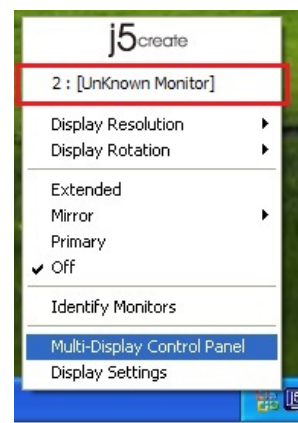 j5create
2 : [UnKnown Monitor]
Display Resolution
Display Rotation
Extended
Mirror
Primary
Off
Identify Monitors
Multi-Display Control Panel
Display Settings